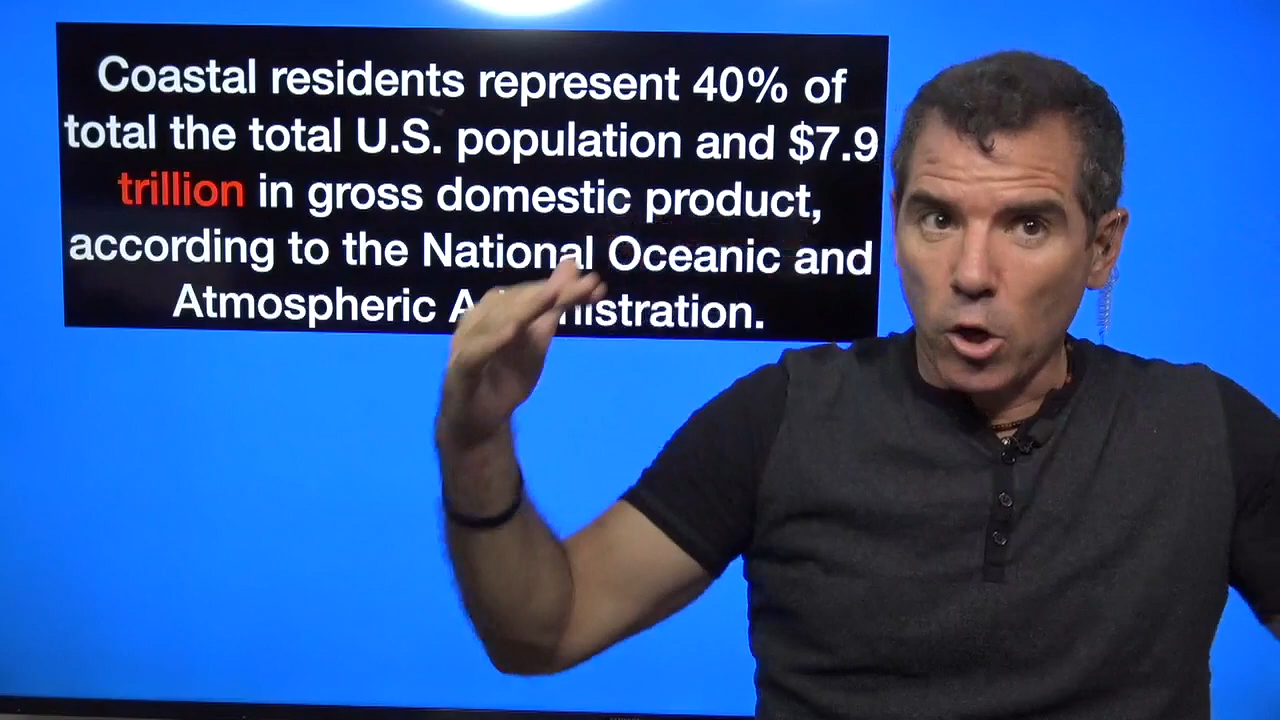 Coastal residents represent 40% of
total the total U.S. population and $7.9
trillion in gross domestic product,
according to the National Oceanic and
Atmospheric A nistration.